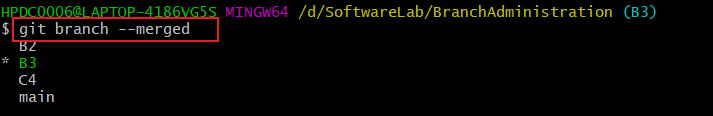 HPDC0006@LAPTOP-4186VG5S MINGW64 /d/SoftwareLab/BranchAdministration (B3)
$ git branch --merged
  B2
* B3
  C4
  main